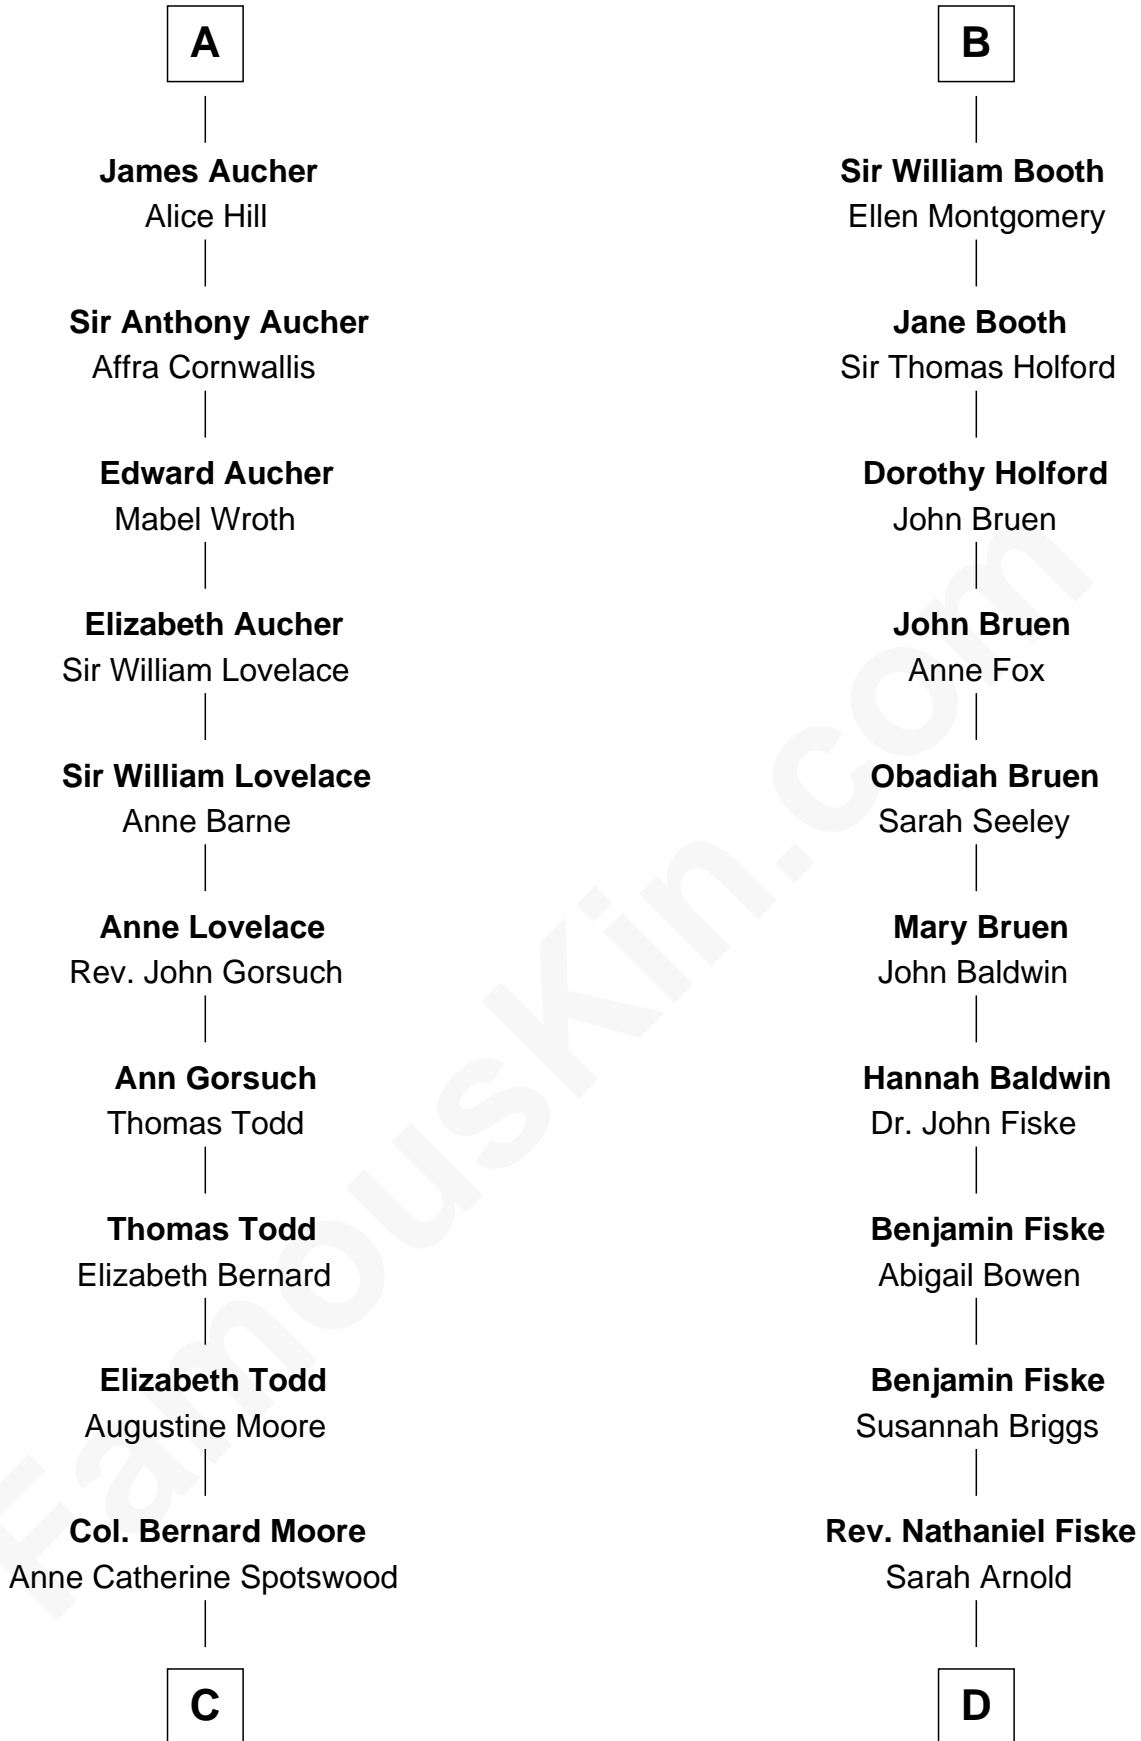 A
James Aucher
Alice Hill
Sir Anthony Aucher
Affra Cornwallis
Edward Aucher
Mabel Wroth
Elizabeth Aucher
Sir William Lovelace
Sir William Lovelace
Anne Barne
Anne Lovelace
Rev. John Gorsuch
Ann Gorsuch
Thomas Todd
Thomas Todd
Elizabeth Bernard
Elizabeth Todd
Augustine Moore
Col. Bernard Moore
Anne Catherine Spotswood
C
B
Sir William Booth
Ellen Montgomery
Jane Booth
Sir Thomas Holford
Dorothy Holford
John Bruen
John Bruen
Anne Fox
Obadiah Bruen
Sarah Seeley
Mary Bruen
John Baldwin
Hannah Baldwin
Dr. John Fiske
Benjamin Fiske
Abigail Bowen
Benjamin Fiske
Susannah Briggs
Rev. Nathaniel Fiske
Sarah Arnold
D
FamousKin.com